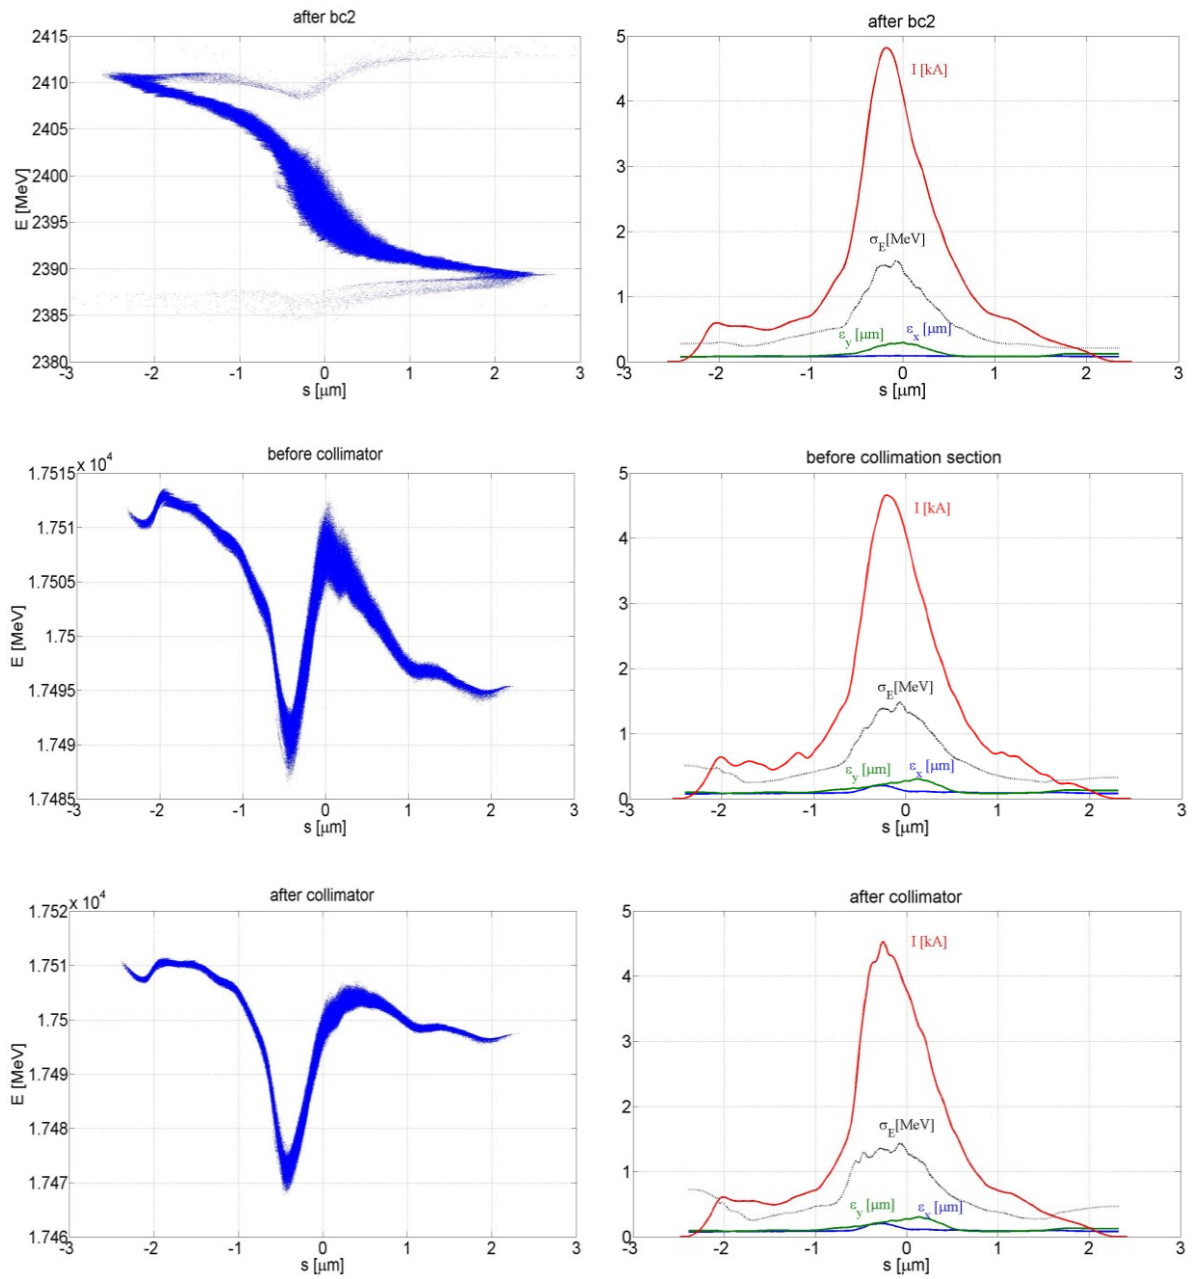 after bc2
2415
2410
2405
2400
2395
2390
2385
2380
E [MeV]
-3 -2 -1 0 1 2 3
s [μm]
after bc2
5
4
3
2
1
0
I [kA]
σE[MeV]
εy [μm]
εx [μm]
-3 -2 -1 0 1 2 3
s [μm]
before collimator
x 10⁴
1.7515
1.751
1.7505
1.75
1.7495
1.749
1.7485
E [MeV]
-3 -2 -1 0 1 2 3
s [μm]
before collimation section
5
4
3
2
1
0
I [kA]
σE[MeV]
εy [μm]
εx [μm]
-3 -2 -1 0 1 2 3
s [μm]
after collimator
x 10⁴
1.752
1.751
1.75
1.749
1.748
1.747
1.746
E [MeV]
-3 -2 -1 0 1 2 3
s [μm]
after collimator
5
4
3
2
1
0
I [kA]
σE[MeV]
εy [μm]
εx [μm]
-3 -2 -1 0 1 2 3
s [μm]